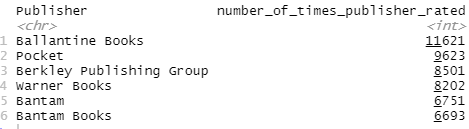 Publisher number_of_times_publisher_rated
<chr> <int>
1 Ballantine Books 11621
2 Pocket 9623
3 Berkley Publishing Group 8501
4 Warner Books 8202
5 Bantam 6751
6 Bantam Books 6693